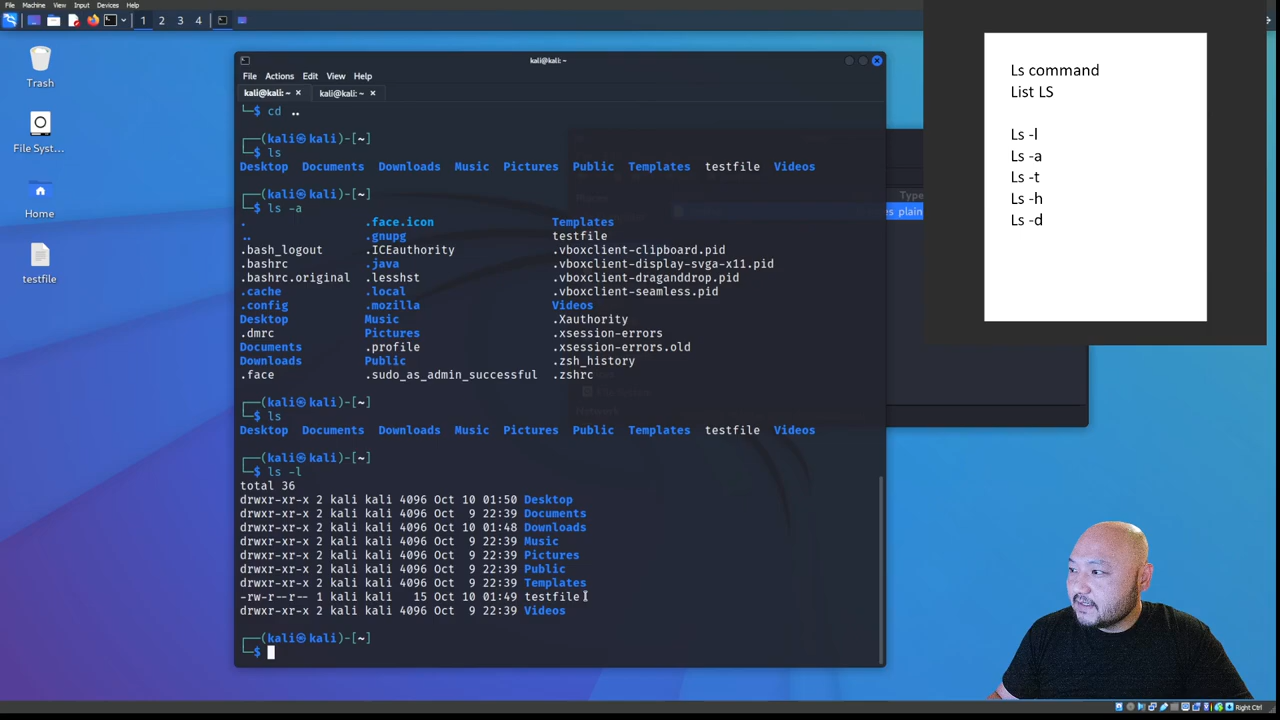 File Machine View Input Devices Help
1 2 3 4
Trash
File Syst...
Home
testfile
kali@kali: ~
File Actions Edit View Help
kali@kali: ~ × kali@kali: ~ ×
└─$ cd ..
┌──(kali㉿kali)-[~]
└─$ ls
Desktop Documents Downloads Music Pictures Public Templates testfile Videos
┌──(kali㉿kali)-[~]
└─$ ls -a
. .face.icon Templates
.. .gnupg testfile
.bash_logout .ICEauthority .vboxclient-clipboard.pid
.bashrc .java .vboxclient-display-svga-x11.pid
.bashrc.original .lesshst .vboxclient-draganddrop.pid
.cache .local .vboxclient-seamless.pid
.config .mozilla Videos
Desktop Music .Xauthority
.dmrc Pictures .xsession-errors
Documents .profile .xsession-errors.old
Downloads Public .zsh_history
.face .sudo_as_admin_successful .zshrc
┌──(kali㉿kali)-[~]
└─$ ls
Desktop Documents Downloads Music Pictures Public Templates testfile Videos
┌──(kali㉿kali)-[~]
└─$ ls -l
total 36
drwxr-xr-x 2 kali kali 4096 Oct 10 01:50 Desktop
drwxr-xr-x 2 kali kali 4096 Oct  9 22:39 Documents
drwxr-xr-x 2 kali kali 4096 Oct 10 01:48 Downloads
drwxr-xr-x 2 kali kali 4096 Oct  9 22:39 Music
drwxr-xr-x 2 kali kali 4096 Oct  9 22:39 Pictures
drwxr-xr-x 2 kali kali 4096 Oct  9 22:39 Public
drwxr-xr-x 2 kali kali 4096 Oct  9 22:39 Templates
-rw-r--r-- 1 kali kali   15 Oct 10 01:49 testfile
drwxr-xr-x 2 kali kali 4096 Oct  9 22:39 Videos
┌──(kali㉿kali)-[~]
└─$
Type
plain
Ls command
List LS
Ls -l
Ls -a
Ls -t
Ls -h
Ls -d
Right Ctrl